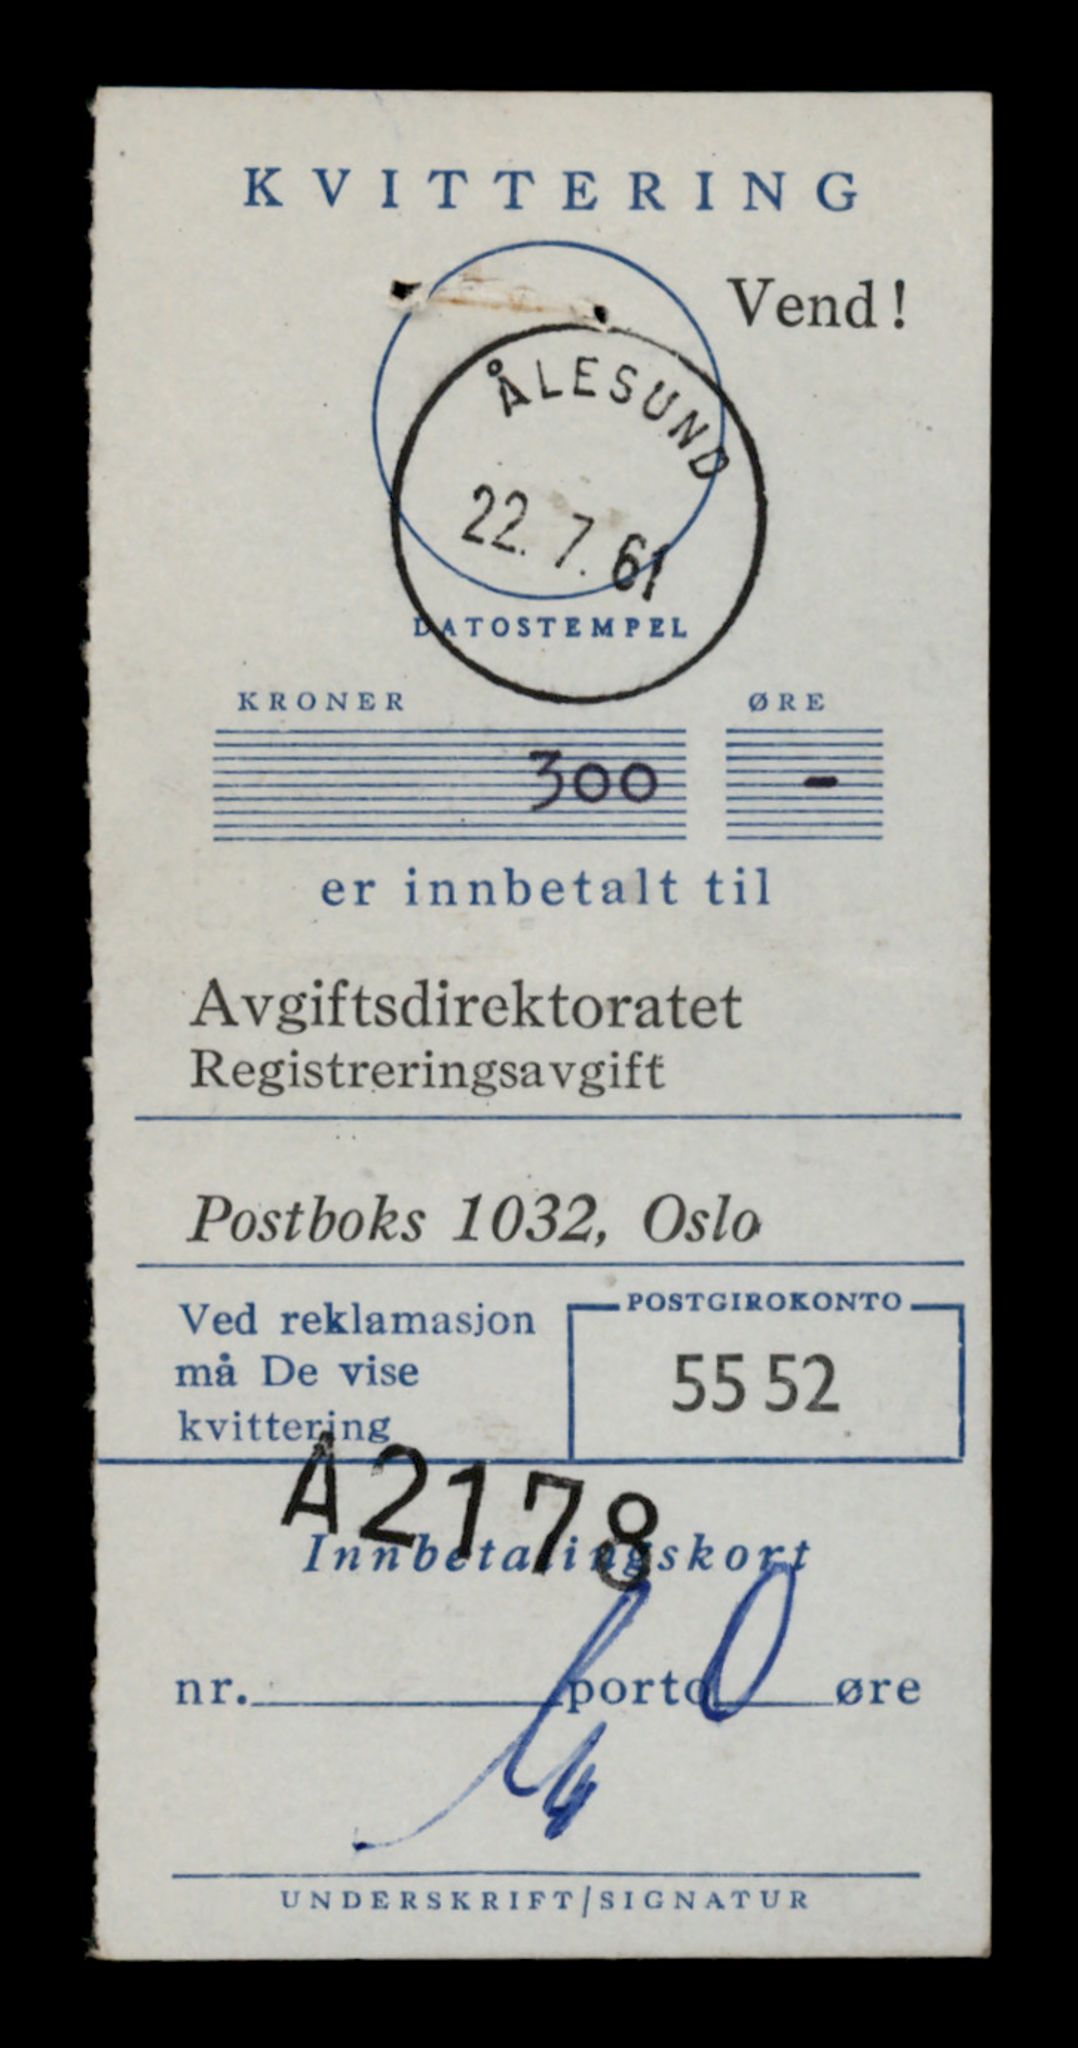 KVITTERING
Vend!
ÅLESUND
22.7.61
DATOSTEMPEL
KRONER ØRE
300 -
er innbetalt til
Avgiftsdirektoratet
Registreringsavgift
Postboks 1032, Oslo
Ved reklamasjon
må De vise
kvittering
POSTGIROKONTO
55 52
A2178
Innbetalingskort
nr. porto øre
UNDERSKRIFT/SIGNATUR